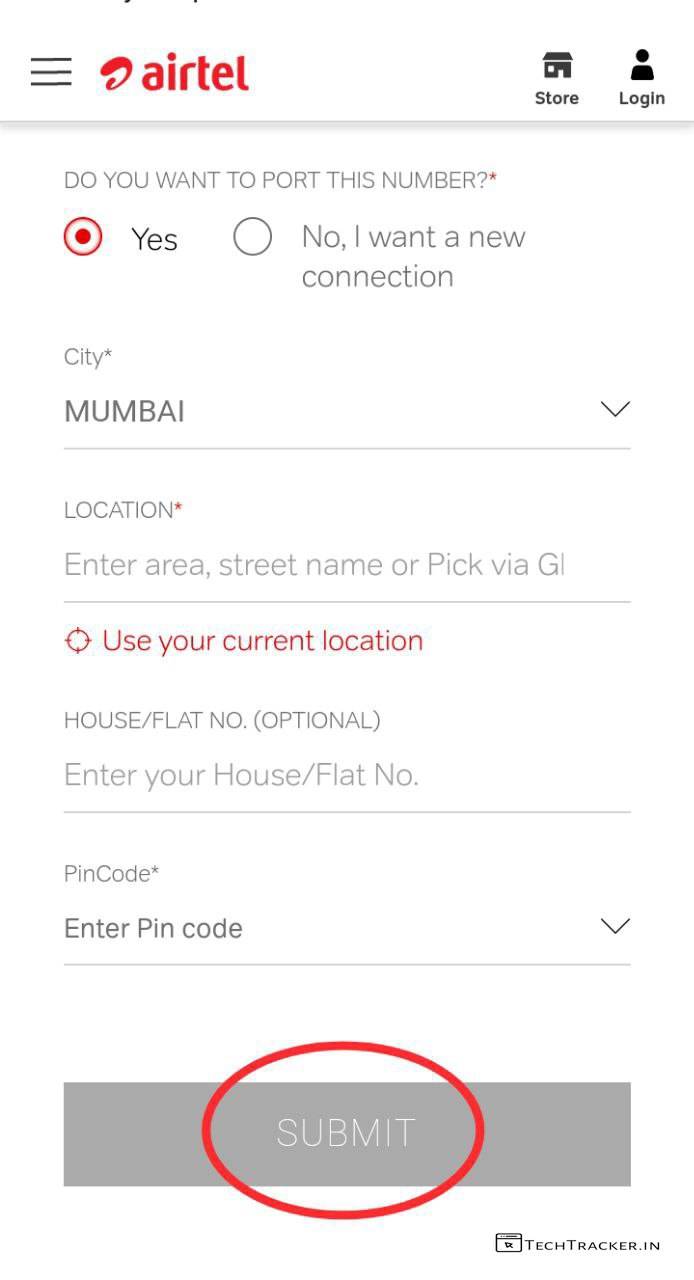 airtel
Store
Login
DO YOU WANT TO PORT THIS NUMBER?*
Yes
No, I want a new
connection
City*
MUMBAI
LOCATION*
Enter area, street name or Pick via G
Use your current location
HOUSE/FLAT NO. (OPTIONAL)
Enter your House/Flat No.
PinCode*
Enter Pin code
SUBMIT
TECHTRACKER.IN